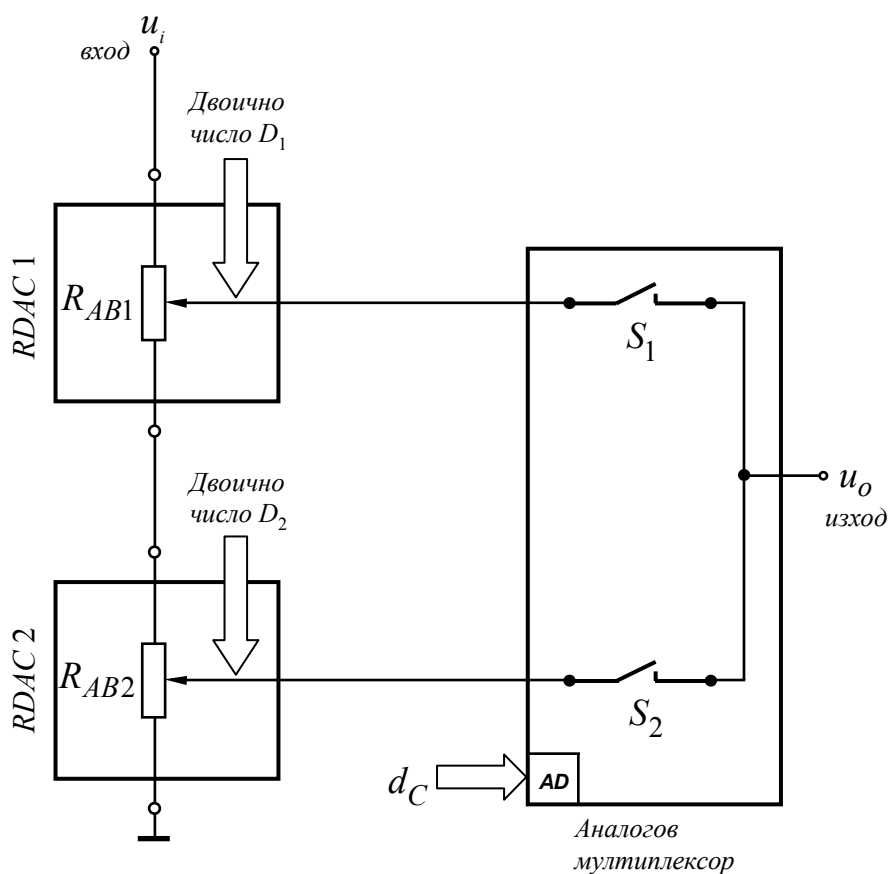 u_i
вход
Двоично
число D_1
RDAC 1
R_AB1
S_1
u_o
изход
Двоично
число D_2
RDAC 2
R_AB2
S_2
d_C
AD
Аналогов
мултиплексор